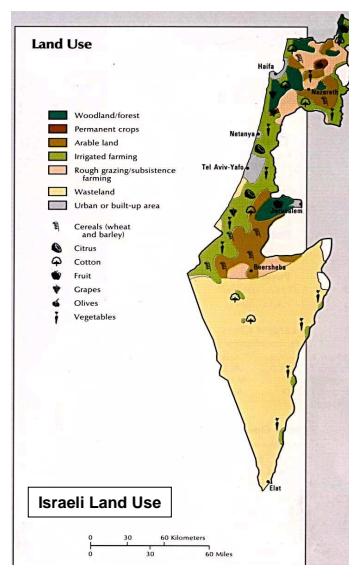 Land Use
Haifa
Nazareth
Netanya
Tel Aviv-Yafo
Jerusalem
Beersheba
Elat
Woodland/forest
Permanent crops
Arable land
Irrigated farming
Rough grazing/subsistence
farming
Wasteland
Urban or built-up area
Cereals (wheat
and barley)
Citrus
Cotton
Fruit
Grapes
Olives
Vegetables
Israeli Land Use
0 30 60 Kilometers
0 30 60 Miles